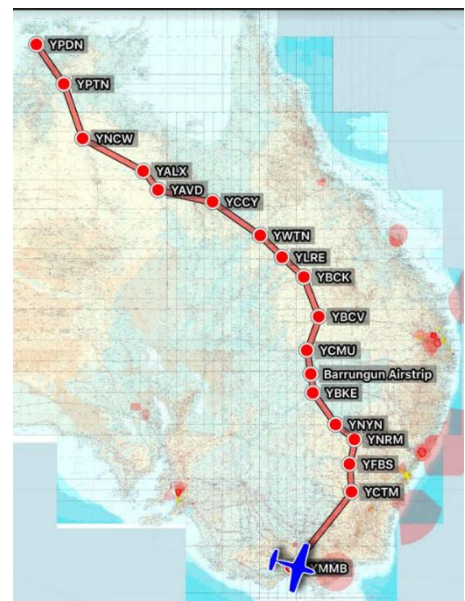 YPDN
YPTN
YNCW
YALX
YAVD
YCCY
YWTN
YLRE
YBCK
YBCV
YCMU
Barrungun Airstrip
YBKE
YNYN
YNRM
YFBS
YCTM
YMMB